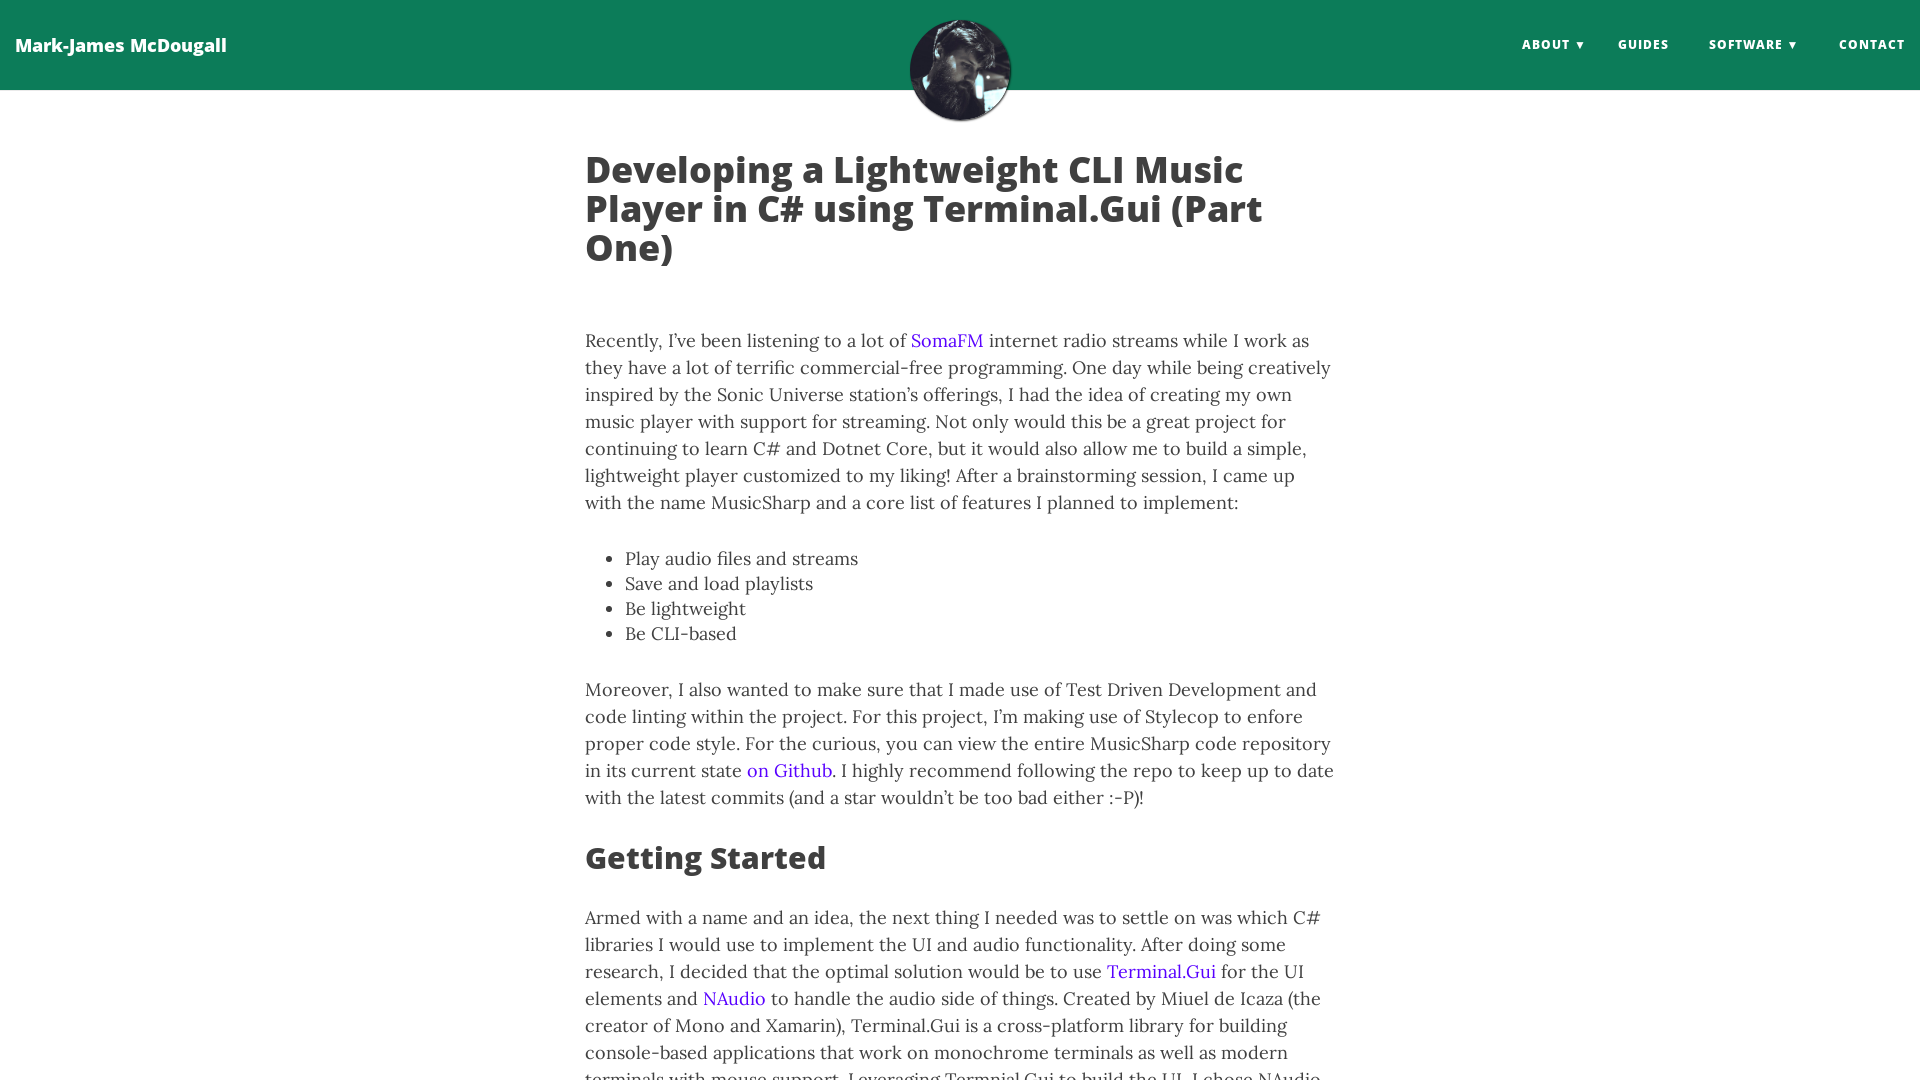 Mark-James McDougall
ABOUT ▼
GUIDES
SOFTWARE ▼
CONTACT
Developing a Lightweight CLI Music
Player in C# using Terminal.Gui (Part
One)
Recently, I’ve been listening to a lot of SomaFM internet radio streams while I work as
they have a lot of terrific commercial-free programming. One day while being creatively
inspired by the Sonic Universe station’s offerings, I had the idea of creating my own
music player with support for streaming. Not only would this be a great project for
continuing to learn C# and Dotnet Core, but it would also allow me to build a simple,
lightweight player customized to my liking! After a brainstorming session, I came up
with the name MusicSharp and a core list of features I planned to implement:
• Play audio files and streams
• Save and load playlists
• Be lightweight
• Be CLI-based
Moreover, I also wanted to make sure that I made use of Test Driven Development and
code linting within the project. For this project, I’m making use of Stylecop to enfore
proper code style. For the curious, you can view the entire MusicSharp code repository
in its current state on Github. I highly recommend following the repo to keep up to date
with the latest commits (and a star wouldn’t be too bad either :-P)!
Getting Started
Armed with a name and an idea, the next thing I needed was to settle on was which C#
libraries I would use to implement the UI and audio functionality. After doing some
research, I decided that the optimal solution would be to use Terminal.Gui for the UI
elements and NAudio to handle the audio side of things. Created by Miuel de Icaza (the
creator of Mono and Xamarin), Terminal.Gui is a cross-platform library for building
console-based applications that work on monochrome terminals as well as modern
terminals with mouse support. Leveraging Termnial.Gui to build the UI, I chose NAudio